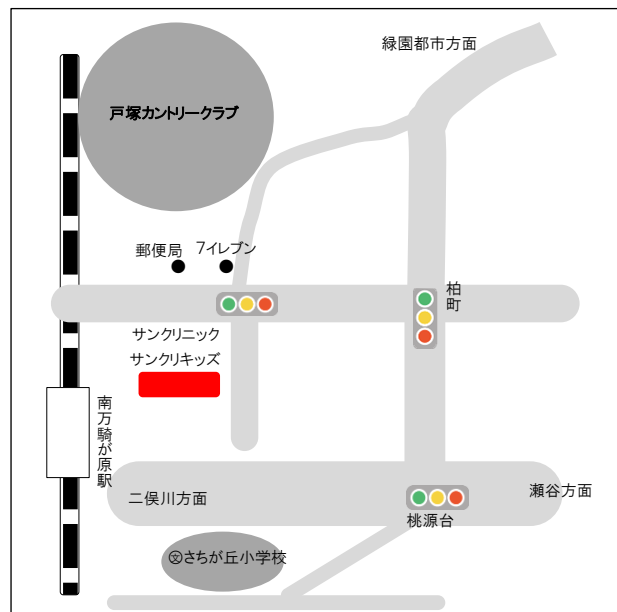 緑園都市方面
戸塚カントリークラブ
郵便局
7イレブン
柏町
サンクリニック
サンクリキッズ
南万騎が原駅
二俣川方面
瀬谷方面
桃源台
文さちが丘小学校